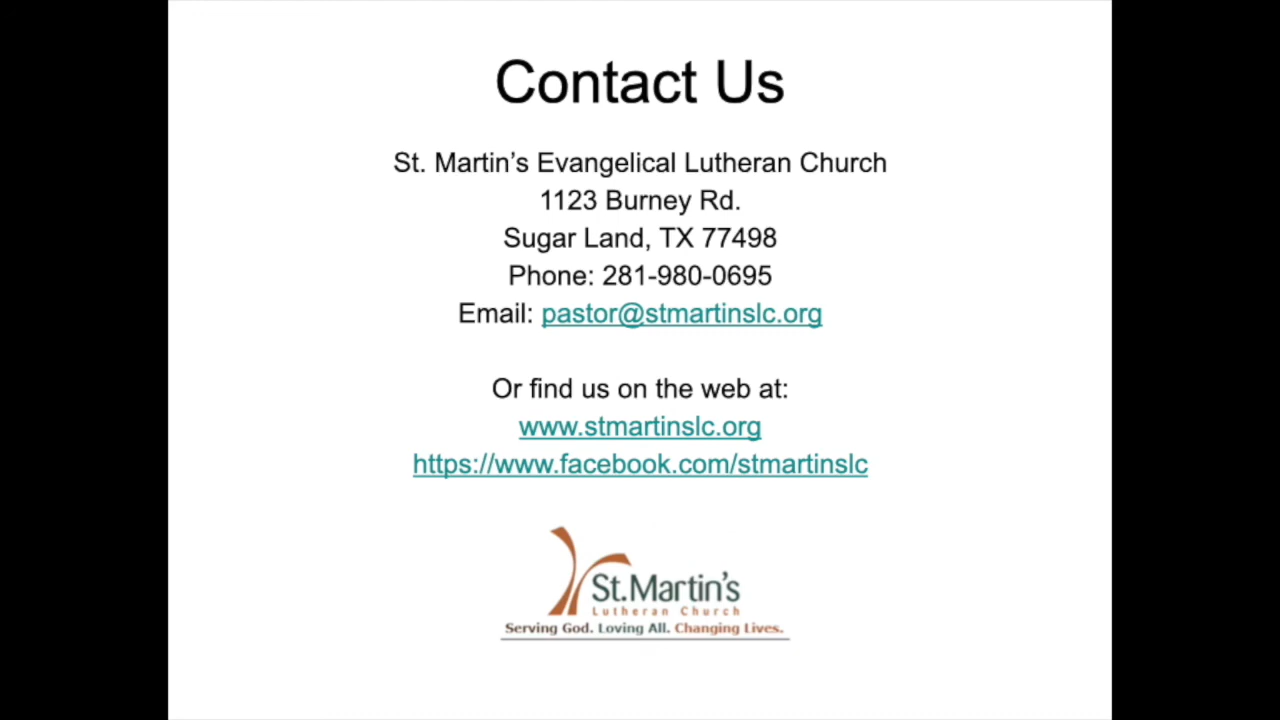 Contact Us
St. Martin’s Evangelical Lutheran Church
1123 Burney Rd.
Sugar Land, TX 77498
Phone: 281-980-0695
Email: pastor@stmartinslc.org
Or find us on the web at:
www.stmartinslc.org
https://www.facebook.com/stmartinslc
St.Martin's
Lutheran Church
Serving God. Loving All. Changing Lives.